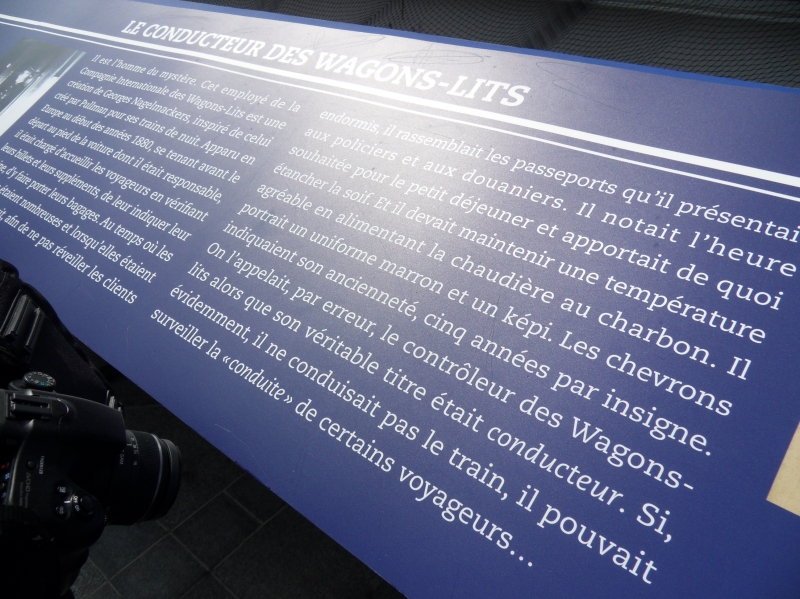 LE CONDUCTEUR DES WAGONS-LITS
Il est l'homme du mystère. Cet employé de la
Compagnie Internationale des Wagons-Lits est une
création de Georges Nagelmackers, inspiré de celui
créé par Pullman pour ses trains de nuit. Apparu en
Europe au début des années 1880, se tenant avant le
départ au pied de la voiture dont il était responsable,
il était chargé d'accueillir les voyageurs en vérifiant
leurs billets et leurs suppléments, de leur indiquer leur
d'y faire porter leurs bagages. Au temps où les
étaient nombreuses et lorsqu'elles étaient
afin de ne pas réveiller les clients
endormis, il rassemblait les passeports qu'il présentai
aux policiers et aux douaniers. Il notait l'heure
souhaitée pour le petit déjeuner et apportait de quoi
étancher la soif. Et il devait maintenir une température
agréable en alimentant la chaudière au charbon. Il
portrait un uniforme marron et un képi. Les chevrons
indiquaient son ancienneté, cinq années par insigne.
On l'appelait, par erreur, le contrôleur des Wagons-
lits alors que son véritable titre était conducteur. Si,
évidemment, il ne conduisait pas le train, il pouvait
surveiller la «conduite» de certains voyageurs...